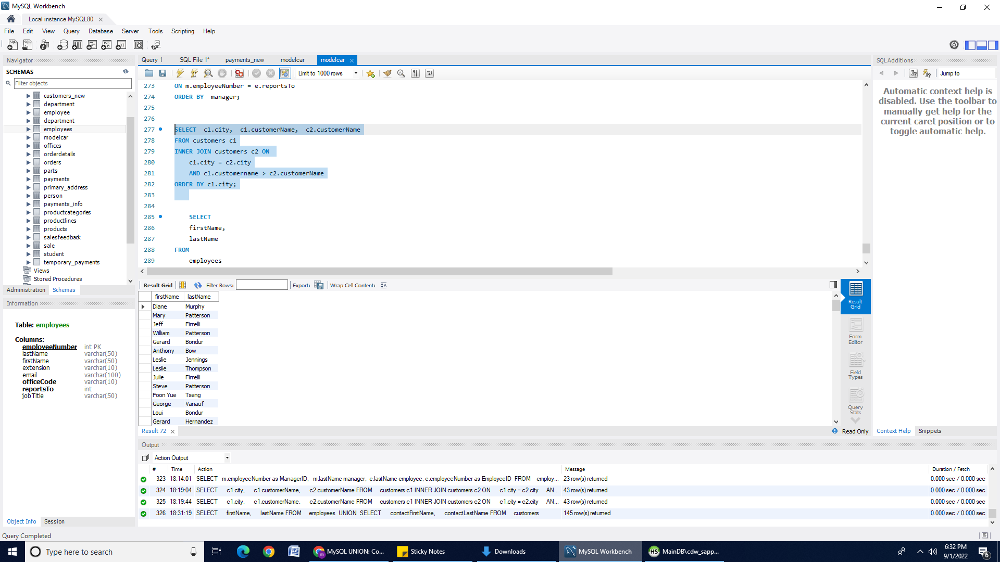 MySQL Workbench
Local instance MySQL80
File Edit View Query Database Server Tools Scripting Help
Navigator
SCHEMAS
Filter objects
customers_new
department
employee
department
employees
modelcar
offices
orderdetails
orders
parts
payments
primary_address
person
payments_info
productcategories
productlines
products
salesfeedback
sale
student
temporary_payments
Views
Stored Procedures
Administration Schemas
Information
Table: employees
Columns:
employeeNumber int PK
lastName varchar(50)
firstName varchar(50)
extension varchar(10)
email varchar(100)
officeCode varchar(10)
reportsTo int
jobTitle varchar(50)
Object Info Session
Query Completed
Query 1 SQL File 1* payments_new modelcar modelcar
Limit to 1000 rows
273 ON m.employeeNumber = e.reportsTo
274 ORDER BY manager;
275
276
277 SELECT c1.city, c1.customerName, c2.customerName
278 FROM customers c1
279 INNER JOIN customers c2 ON
280 c1.city = c2.city
281 AND c1.customername > c2.customerName
282 ORDER BY c1.city;
283
284
285 SELECT
286 firstName,
287 lastName
288 FROM
289 employees
Result Grid Filter Rows: Export: Wrap Cell Content:
firstName lastName
Diane Murphy
Mary Patterson
Jeff Firrelli
William Patterson
Gerard Bondur
Anthony Bow
Leslie Jennings
Leslie Thompson
Julie Firrelli
Steve Patterson
Foon Yue Tseng
George Vanauf
Loui Bondur
Gerard Hernandez
Result Grid
Form Editor
Field Types
Query Stats
Result 72
Read Only
SQLAdditions
Jump to
Automatic context help is
disabled. Use the toolbar to
manually get help for the
current caret position or to
toggle automatic help.
Context Help Snippets
Output
Action Output
# Time Action Message Duration / Fetch
323 18:14:01 SELECT m.employeeNumber as ManagerID, m.lastName manager, e.lastName employee, e.employeeNumber as EmployeeID FROM employ... 23 row(s) returned 0.000 sec / 0.000 sec
324 18:19:04 SELECT c1.city, c1.customerName, c2.customerName FROM customers c1 INNER JOIN customers c2 ON c1.city = c2.city AN... 43 row(s) returned 0.000 sec / 0.000 sec
325 18:19:44 SELECT c1.city, c1.customerName, c2.customerName FROM customers c1 INNER JOIN customers c2 ON c1.city = c2.city AN... 43 row(s) returned 0.000 sec / 0.000 sec
326 18:31:19 SELECT firstName, lastName FROM employees UNION SELECT contactFirstName, contactLastName FROM customers 145 row(s) returned 0.000 sec / 0.000 sec
Type here to search
MySQL UNION: Co...
Sticky Notes
Downloads
MySQL Workbench
HS MainDB\cdw_sapp...
6:32 PM
9/1/2022
6